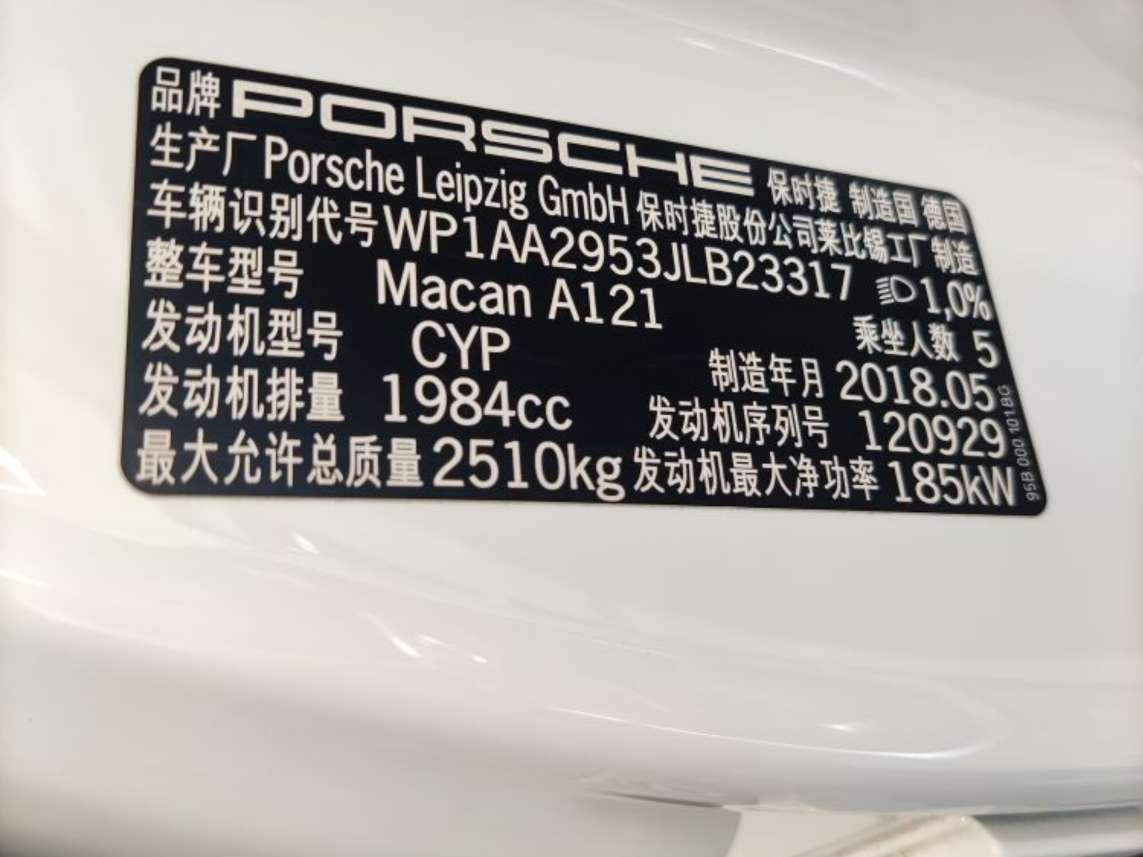 品牌 PORSCHE 保时捷 制造国 德国
生产厂 Porsche Leipzig GmbH 保时捷股份公司莱比锡工厂制造
车辆识别代号 WP1AA2953JLB23317 1,0%
整车型号 Macan A121 乘坐人数 5
发动机型号 CYP 制造年月 2018.05
发动机排量 1984cc 发动机序列号 120929
最大允许总质量 2510kg 发动机最大净功率 185kW
95B 000 101.BG